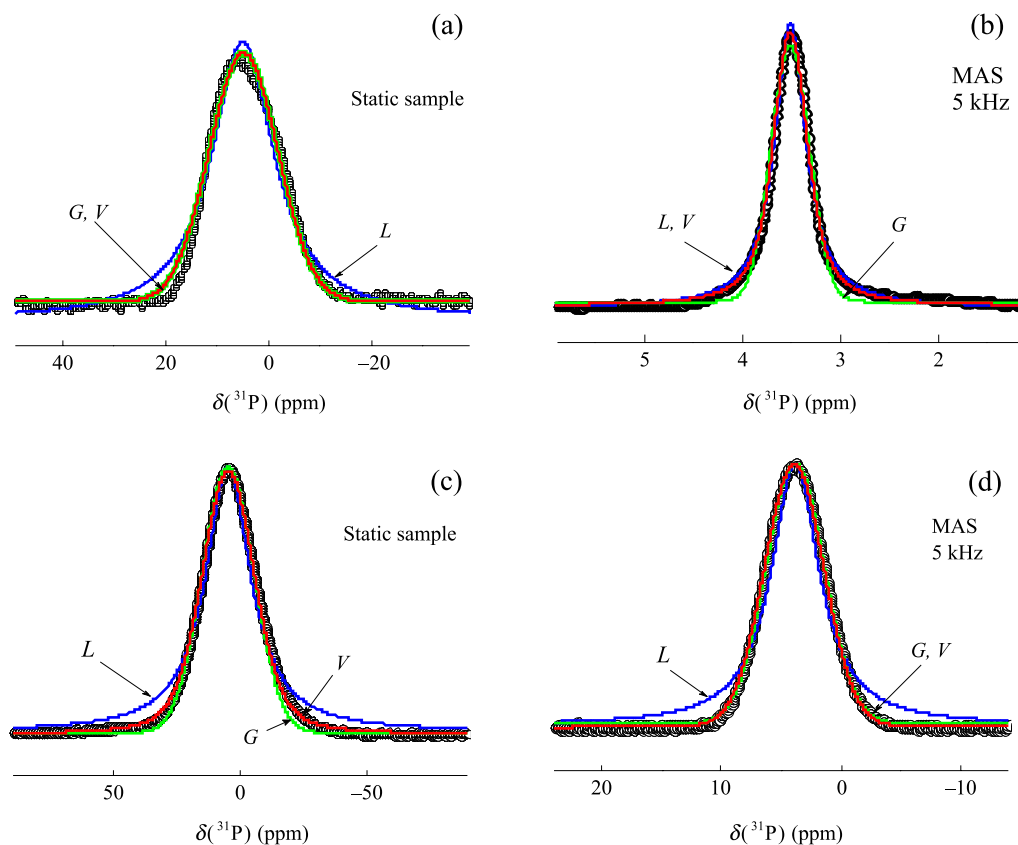 (a)
Static sample
G, V
L
40 20 0 –20
δ(³¹P) (ppm)
(b)
MAS
5 kHz
L, V
G
5 4 3 2
δ(³¹P) (ppm)
(c)
Static sample
L
V
G
50 0 –50
δ(³¹P) (ppm)
(d)
MAS
5 kHz
L
G, V
20 10 0 –10
δ(³¹P) (ppm)